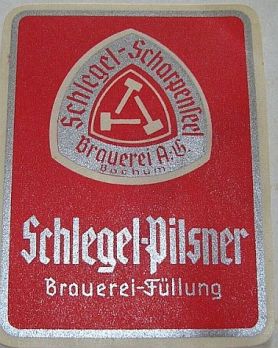 Schlegel-Scharpenseel
Brauerei A:G
Bochum
Schlegel-Pilsner
Brauerei-Füllung